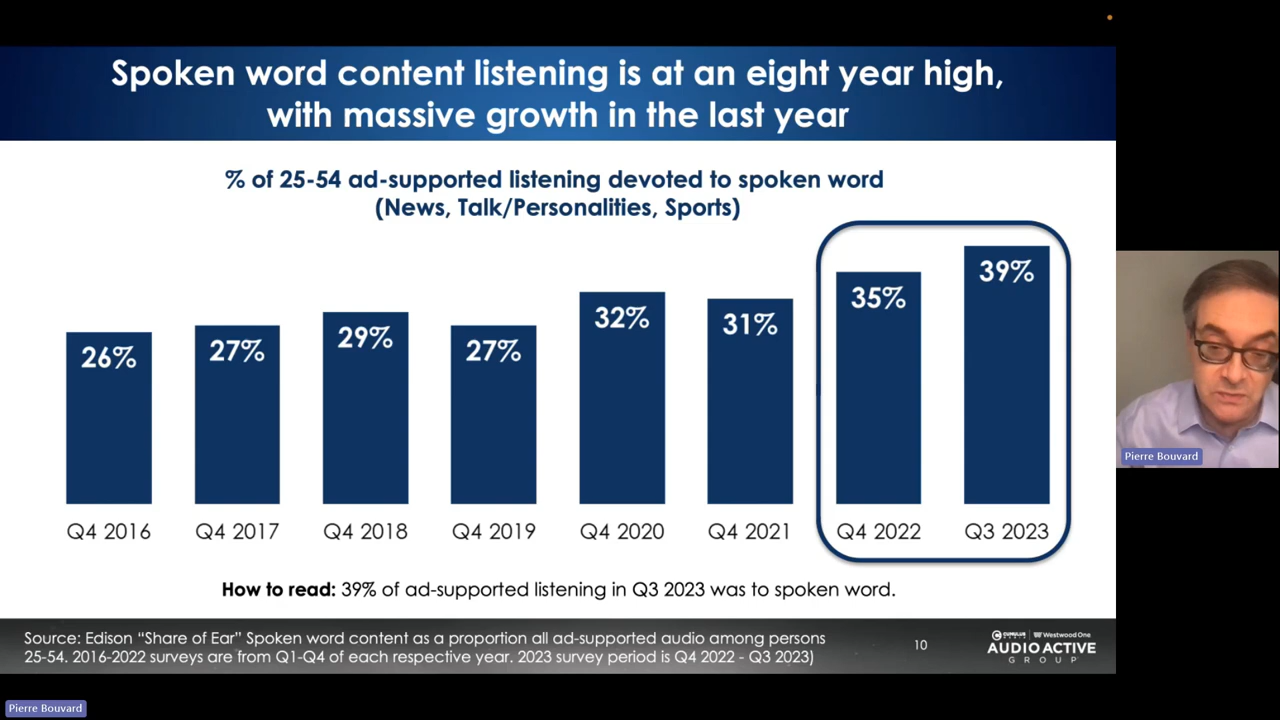 Spoken word content listening is at an eight year high,
with massive growth in the last year
% of 25-54 ad-supported listening devoted to spoken word
(News, Talk/Personalities, Sports)
26%
27%
29%
27%
32%
31%
35%
39%
Q4 2016
Q4 2017
Q4 2018
Q4 2019
Q4 2020
Q4 2021
Q4 2022
Q3 2023
How to read: 39% of ad-supported listening in Q3 2023 was to spoken word.
Source: Edison “Share of Ear” Spoken word content as a proportion all ad-supported audio among persons
25-54. 2016-2022 surveys are from Q1-Q4 of each respective year. 2023 survey period is Q4 2022 - Q3 2023)
10
CUMULUS Westwood One
AUDIO ACTIVE
GROUP
Pierre Bouvard
Pierre Bouvard